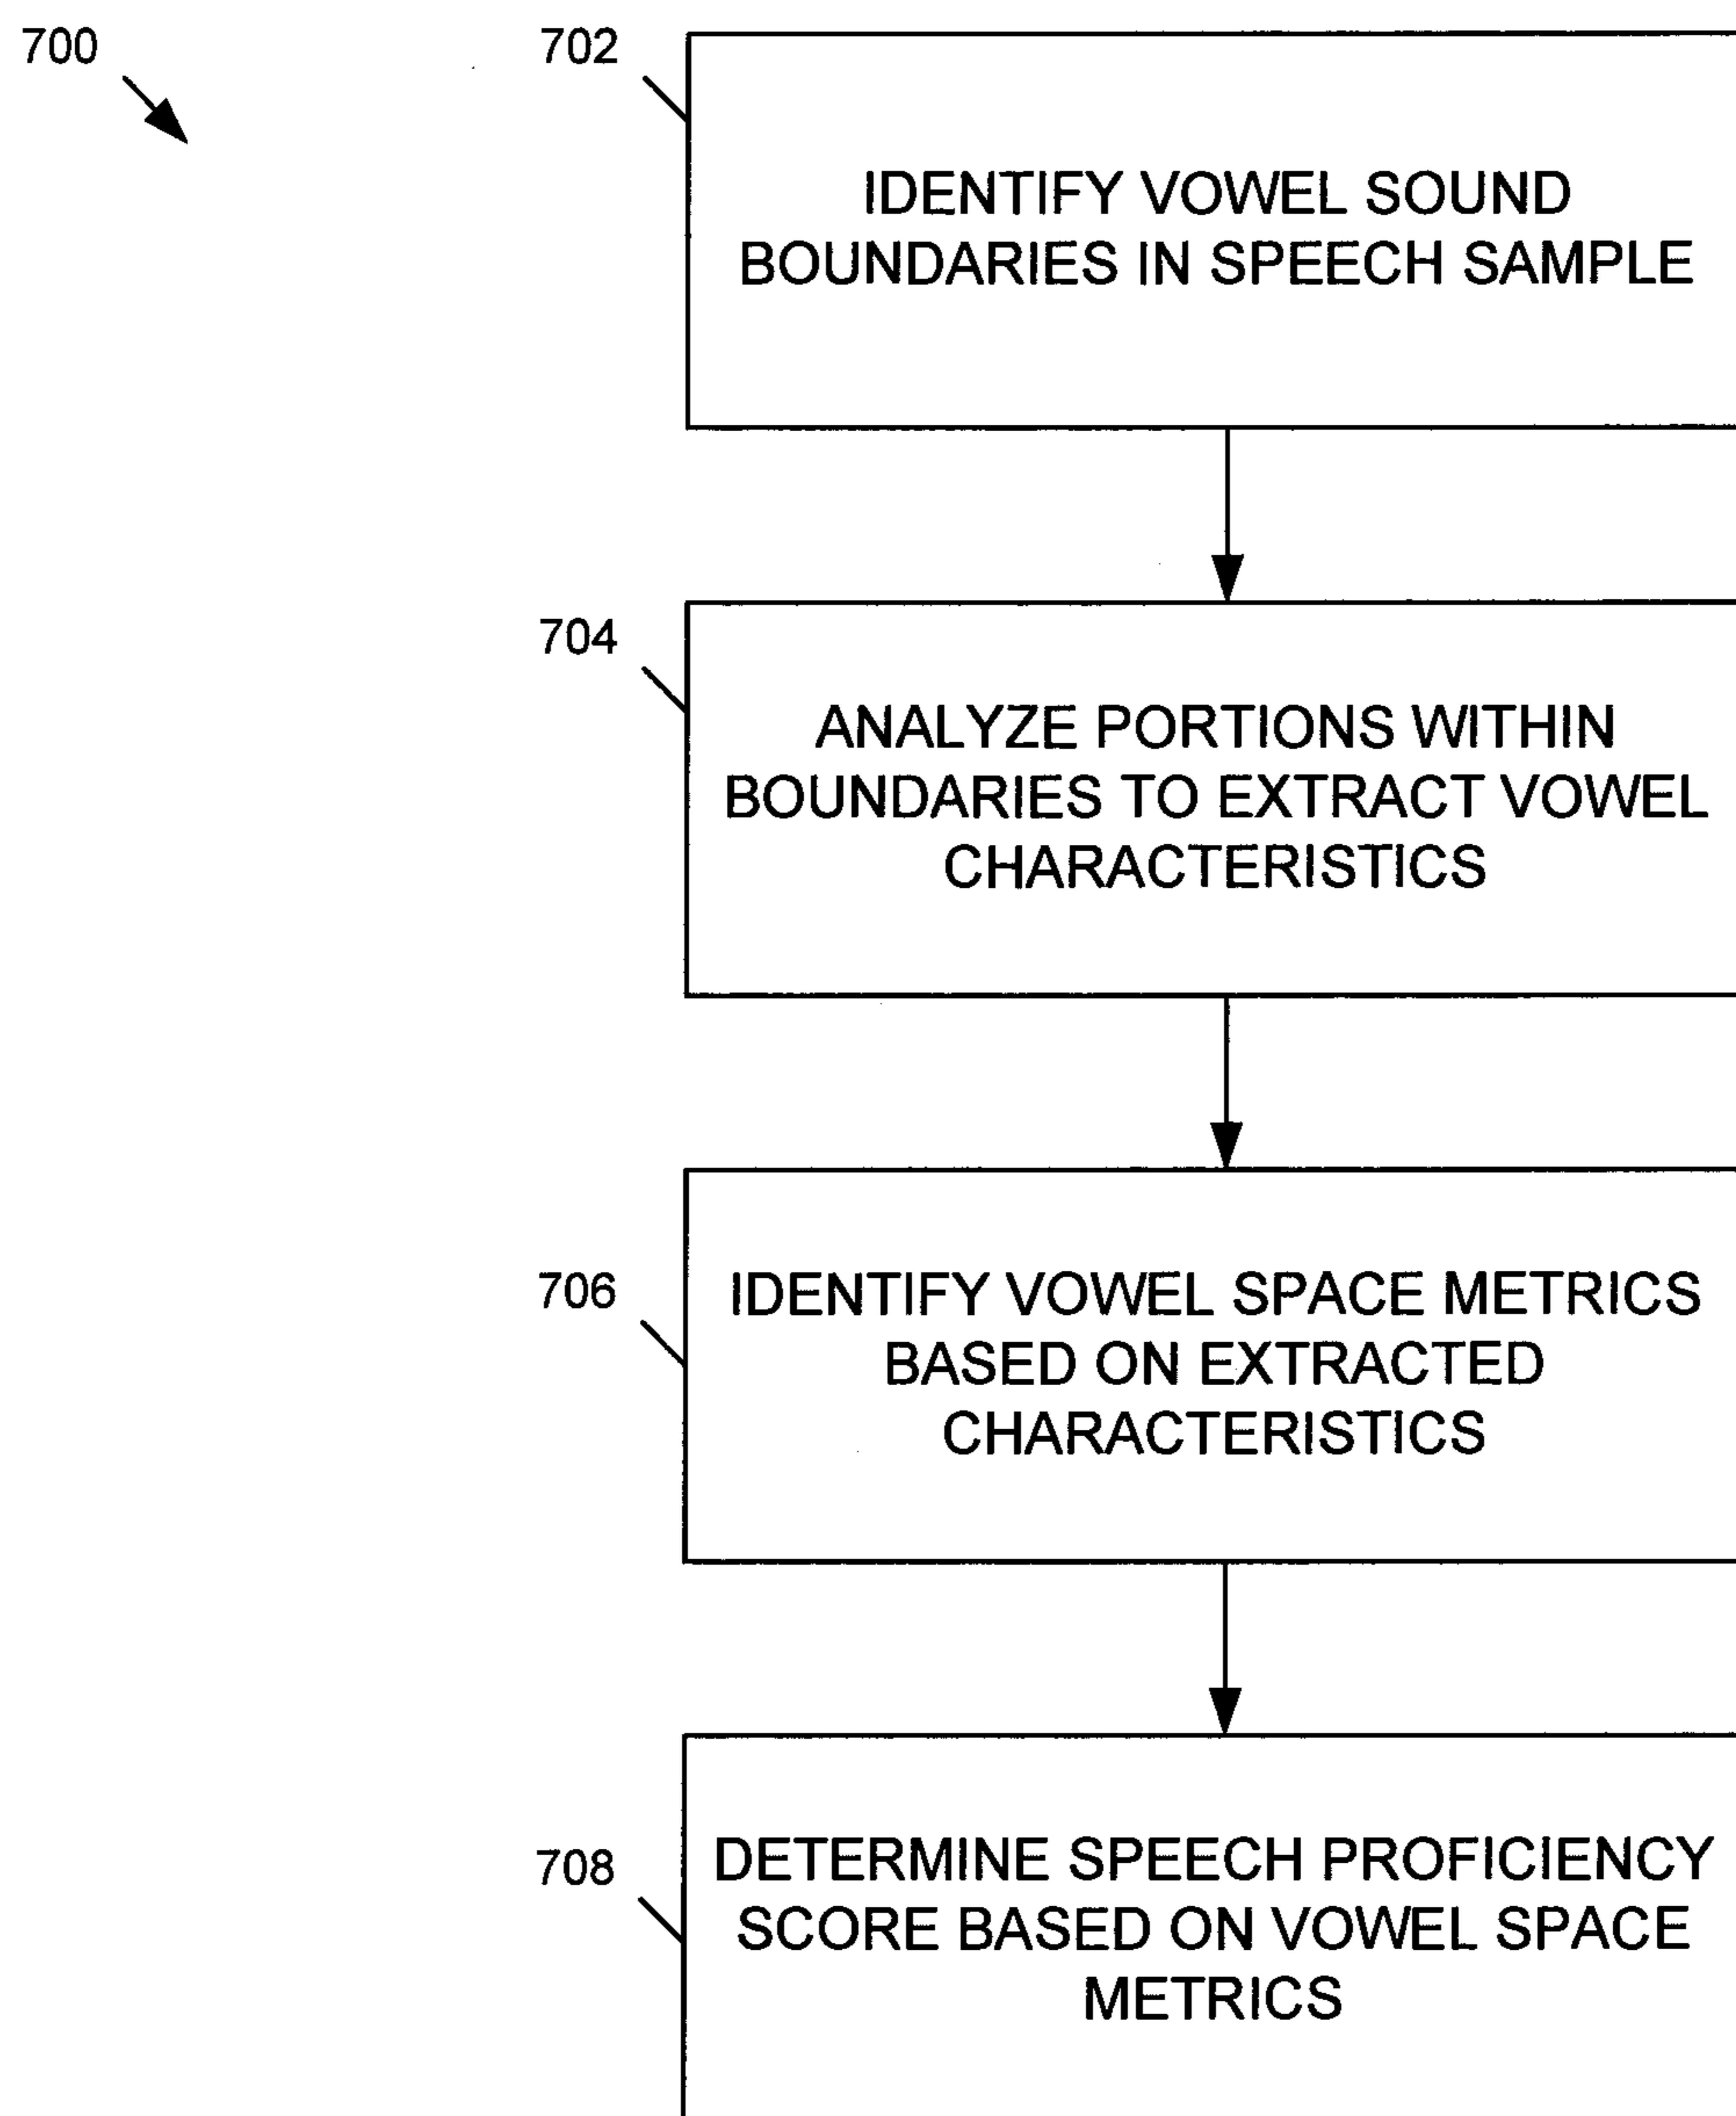 700
702
IDENTIFY VOWEL SOUND
BOUNDARIES IN SPEECH SAMPLE
704
ANALYZE PORTIONS WITHIN
BOUNDARIES TO EXTRACT VOWEL
CHARACTERISTICS
706
IDENTIFY VOWEL SPACE METRICS
BASED ON EXTRACTED
CHARACTERISTICS
708
DETERMINE SPEECH PROFICIENCY
SCORE BASED ON VOWEL SPACE
METRICS